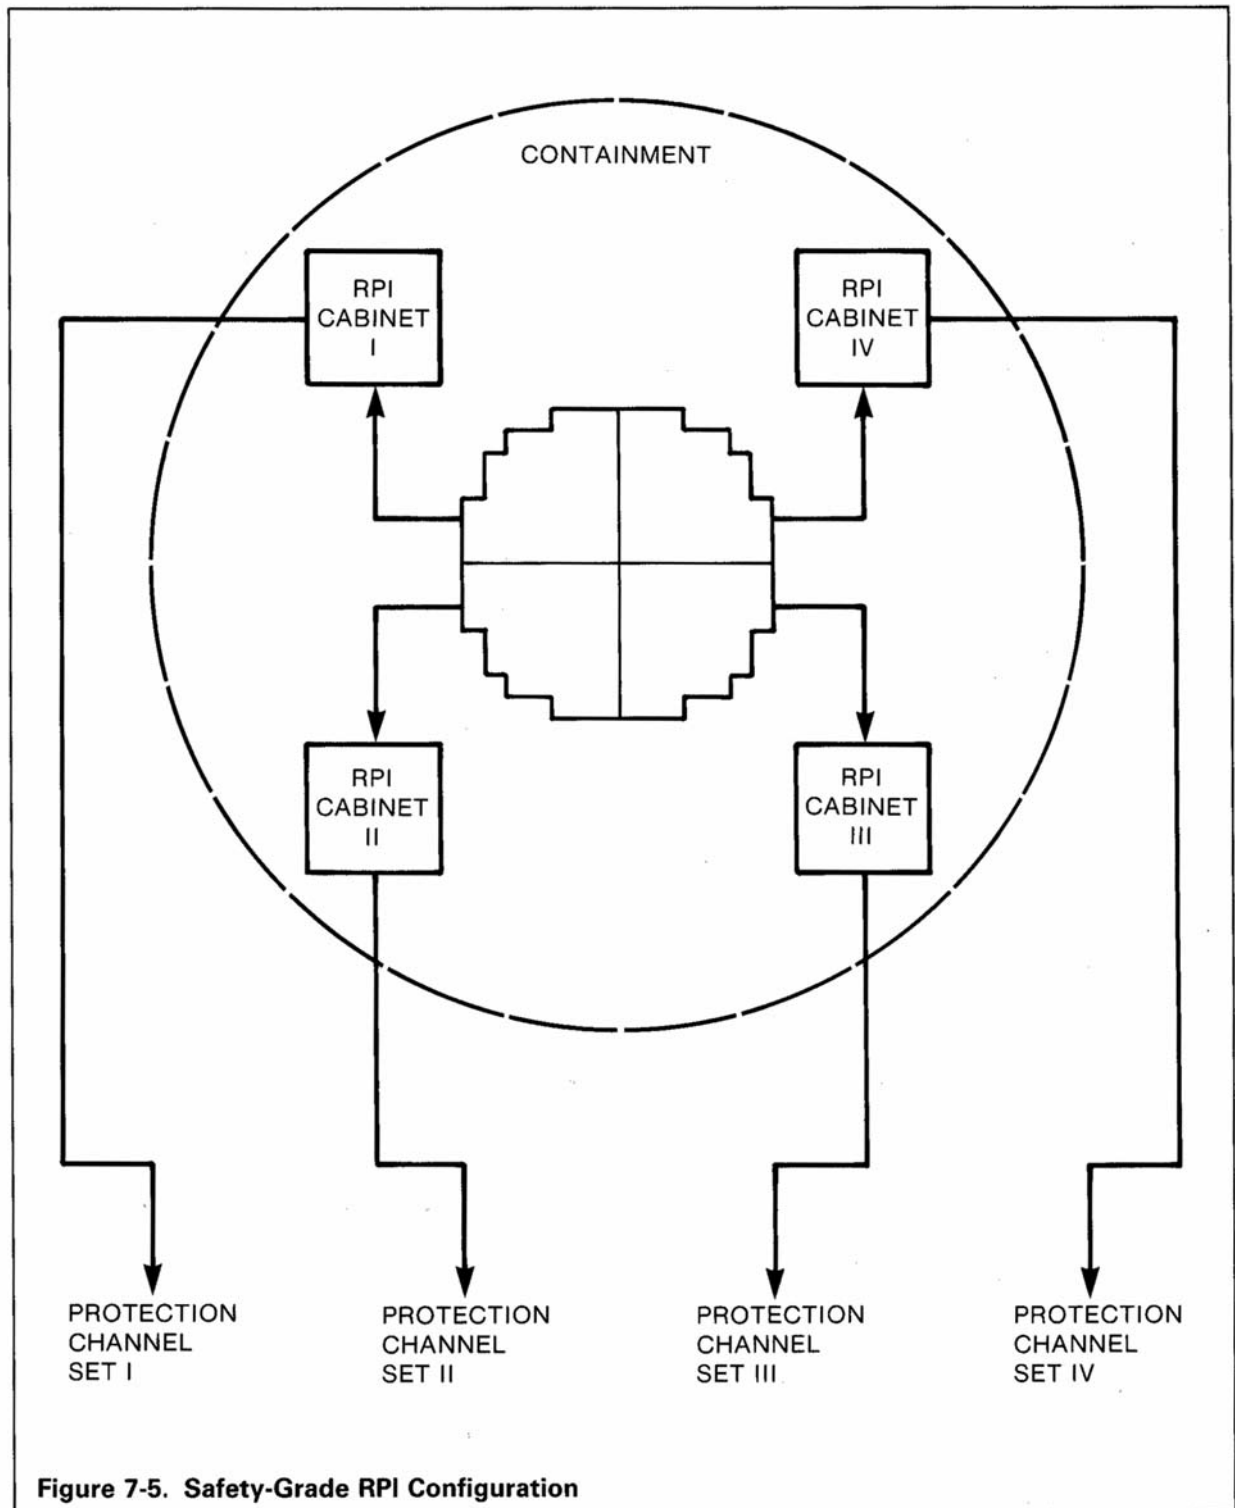 CONTAINMENT
RPI
CABINET
I
RPI
CABINET
IV
RPI
CABINET
II
RPI
CABINET
III
PROTECTION
CHANNEL
SET I
PROTECTION
CHANNEL
SET II
PROTECTION
CHANNEL
SET III
PROTECTION
CHANNEL
SET IV
Figure 7-5. Safety-Grade RPI Configuration